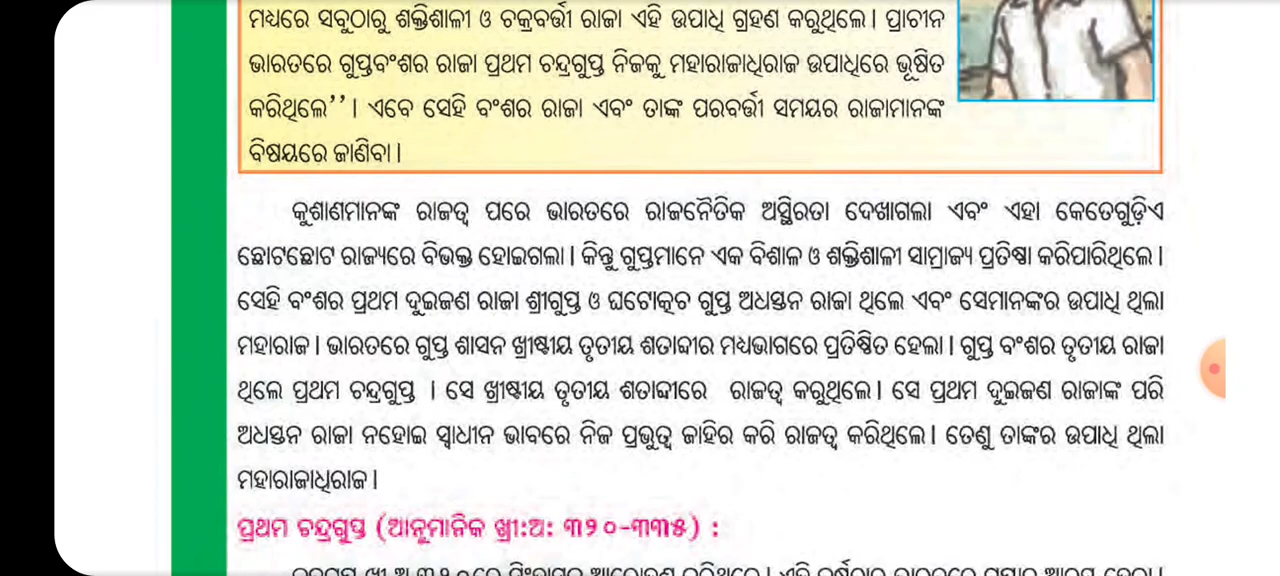 ମଧ୍ୟରେ ସବୁଠାରୁ ଶକ୍ତିଶାଳୀ ଓ ଚକ୍ରବର୍ତ୍ତୀ ରାଜା ଏହି ଉପାଧି ଗ୍ରହଣ କରୁଥିଲେ। ପ୍ରାଚୀନ
ଭାରତରେ ଗୁପ୍ତବଂଶର ରାଜା ପ୍ରଥମ ଚନ୍ଦ୍ରଗୁପ୍ତ ନିଜକୁ ମହାରାଜାଧିରାଜ ଉପାଧିରେ ଭୂଷିତ
କରିଥିଲେ’’। ଏବେ ସେହି ବଂଶର ରାଜା ଏବଂ ତାଙ୍କ ପରବର୍ତ୍ତୀ ସମୟର ରାଜାମାନଙ୍କ
ବିଷୟରେ ଜାଣିବା।
କୁଶାଣମାନଙ୍କ ରାଜତ୍ୱ ପରେ ଭାରତରେ ରାଜନୈତିକ ଅସ୍ଥିରତା ଦେଖାଗଲା ଏବଂ ଏହା କେତେଗୁଡ଼ିଏ
ଛୋଟଛୋଟ ରାଜ୍ୟରେ ବିଭକ୍ତ ହୋଇଗଲା। କିନ୍ତୁ ଗୁପ୍ତମାନେ ଏକ ବିଶାଳ ଓ ଶକ୍ତିଶାଳୀ ସାମ୍ରାଜ୍ୟ ପ୍ରତିଷ୍ଠା କରିପାରିଥିଲେ।
ସେହି ବଂଶର ପ୍ରଥମ ଦୁଇଜଣ ରାଜା ଶ୍ରୀଗୁପ୍ତ ଓ ଘଟୋତ୍କଚ ଗୁପ୍ତ ଅଧସ୍ତନ ରାଜା ଥିଲେ ଏବଂ ସେମାନଙ୍କର ଉପାଧି ଥିଲା
ମହାରାଜ। ଭାରତରେ ଗୁପ୍ତ ଶାସନ ଖ୍ରୀଷ୍ଟୀୟ ତୃତୀୟ ଶତାବ୍ଦୀର ମଧ୍ୟଭାଗରେ ପ୍ରତିଷ୍ଠିତ ହେଲା। ଗୁପ୍ତ ବଂଶର ତୃତୀୟ ରାଜା
ଥିଲେ ପ୍ରଥମ ଚନ୍ଦ୍ରଗୁପ୍ତ । ସେ ଖ୍ରୀଷ୍ଟୀୟ ତୃତୀୟ ଶତାବ୍ଦୀରେ ରାଜତ୍ୱ କରୁଥିଲେ। ସେ ପ୍ରଥମ ଦୁଇଜଣ ରାଜାଙ୍କ ପରି
ଅଧସ୍ତନ ରାଜା ନହୋଇ ସ୍ୱାଧୀନ ଭାବରେ ନିଜ ପ୍ରଭୁତ୍ୱ ଜାହିର କରି ରାଜତ୍ୱ କରିଥିଲେ। ତେଣୁ ତାଙ୍କର ଉପାଧି ଥିଲା
ମହାରାଜାଧିରାଜ।
ପ୍ରଥମ ଚନ୍ଦ୍ରଗୁପ୍ତ (ଆନୁମାନିକ ଖ୍ରୀ:ଅ: ୩୨୦-୩୩୫) :